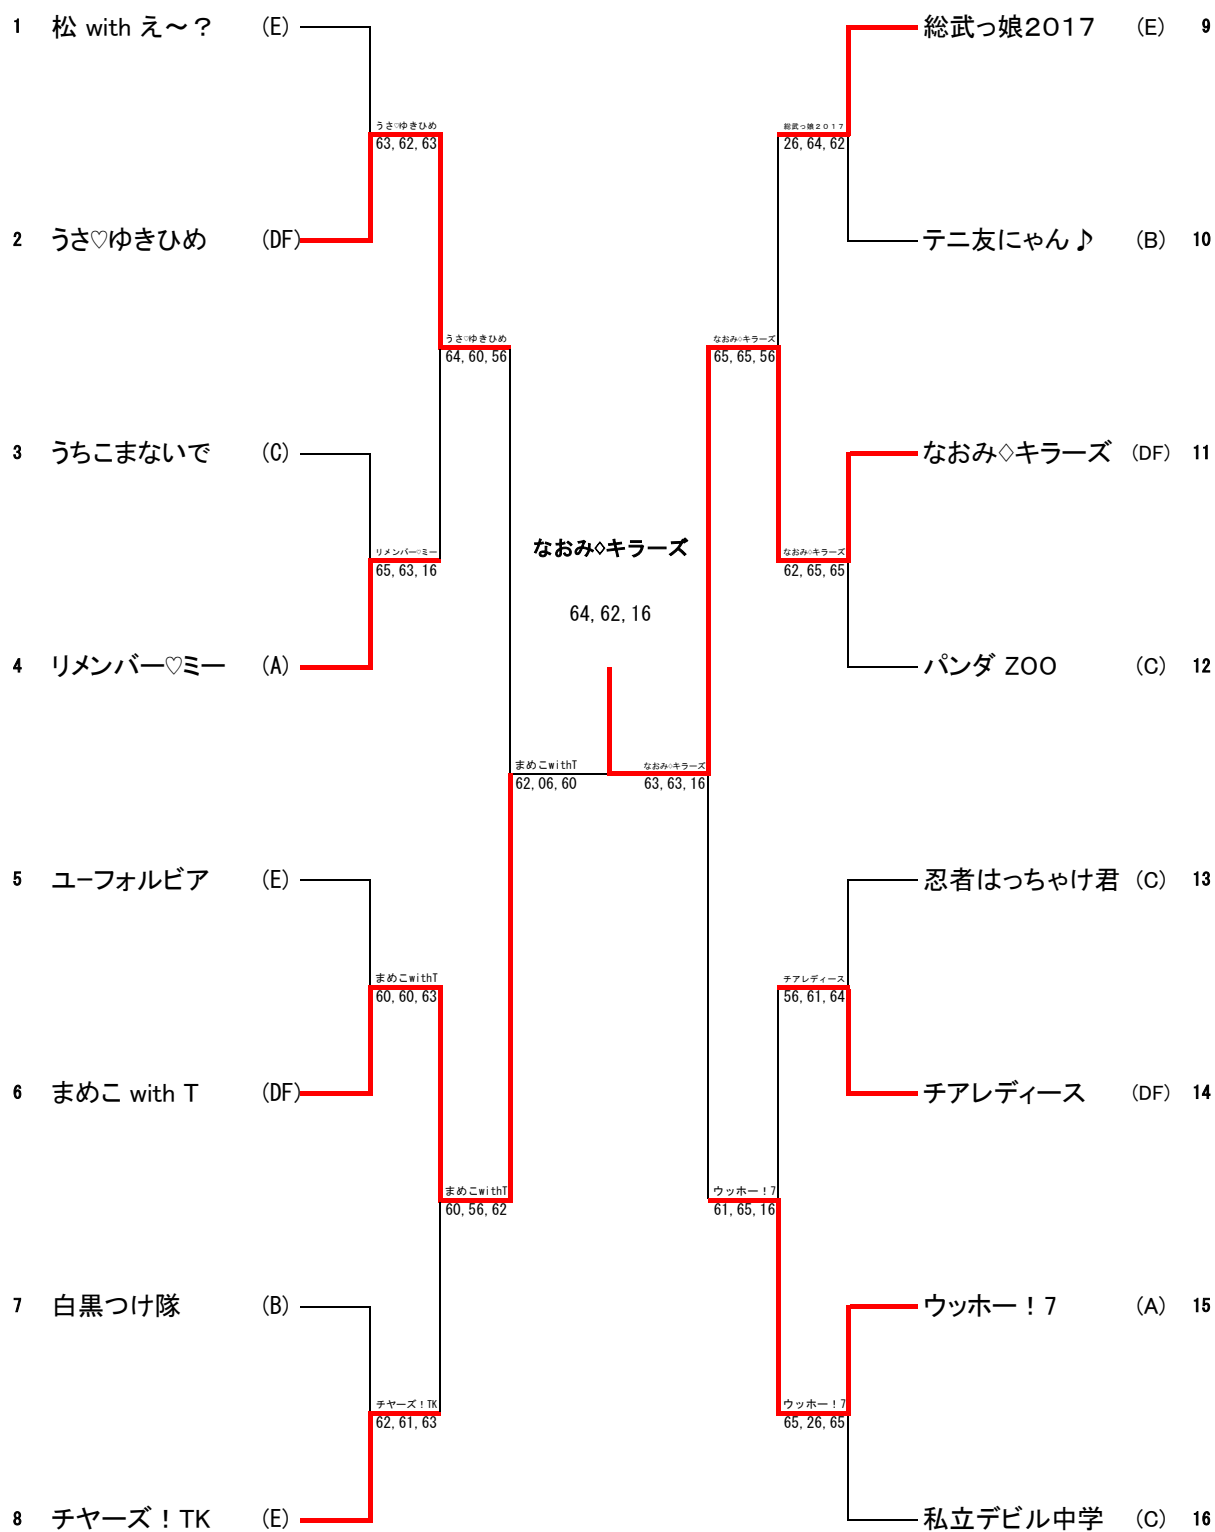 1 松 with え～？ (E)
総武っ娘２０１７ (E) 9
うさ♡ゆきひめ
63, 62, 63
総武っ娘２０１７
26, 64, 62
2 うさ♡ゆきひめ (DF)
テニ友にゃん♪ (B) 10
うさ♡ゆきひめ
64, 60, 56
なおみ◇キラーズ
65, 65, 56
3 うちこまないで (C)
なおみ◇キラーズ (DF) 11
リメンバー♡ミー
65, 63, 16
なおみ◇キラーズ
64, 62, 16
なおみ◇キラーズ
62, 65, 65
4 リメンバー♡ミー (A)
パンダ ZOO (C) 12
まめこwithT
62, 06, 60
なおみ◇キラーズ
63, 63, 16
5 ユーフォルビア (E)
忍者はっちゃけ君 (C) 13
まめこwithT
60, 60, 63
チアレディース
56, 61, 64
6 まめこ with T (DF)
チアレディース (DF) 14
まめこwithT
60, 56, 62
ウッホー！7
61, 65, 16
7 白黒つけ隊 (B)
ウッホー！7 (A) 15
チヤーズ！TK
62, 61, 63
ウッホー！7
65, 26, 65
8 チヤーズ！TK (E)
私立デビル中学 (C) 16